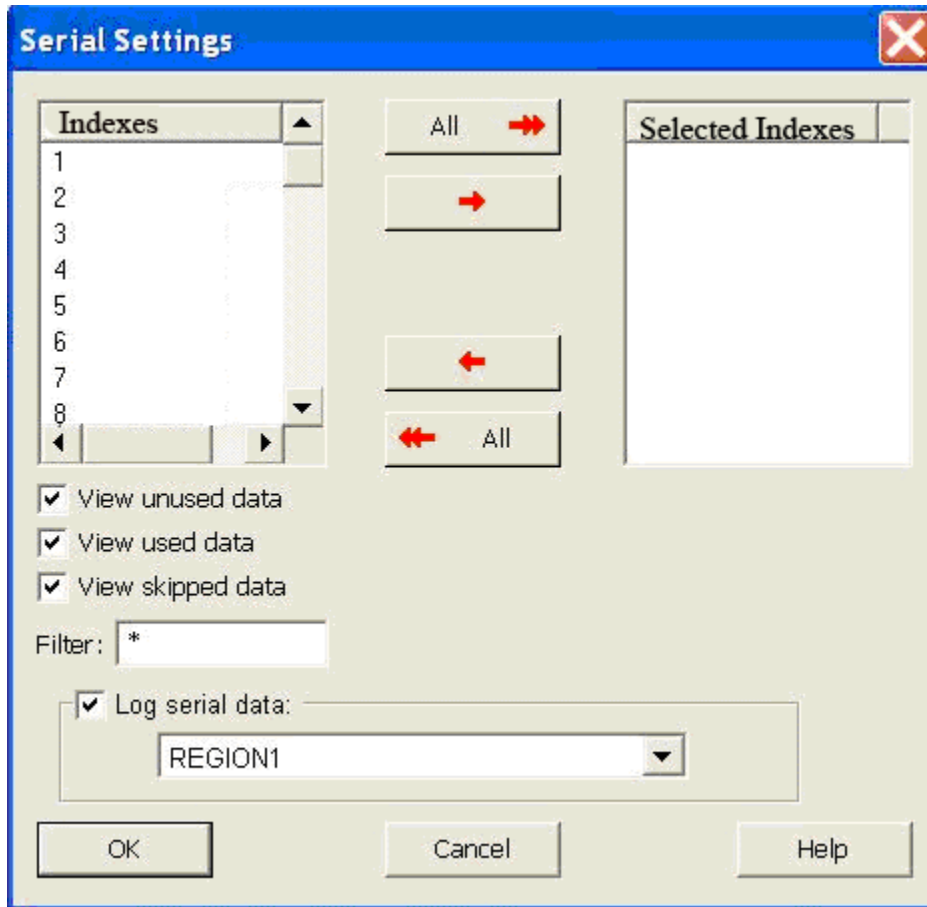 Serial Settings
Indexes
1
2
3
4
5
6
7
8
All
All
Selected Indexes
View unused data
View used data
View skipped data
Filter: *
Log serial data:
REGION1
OK Cancel Help